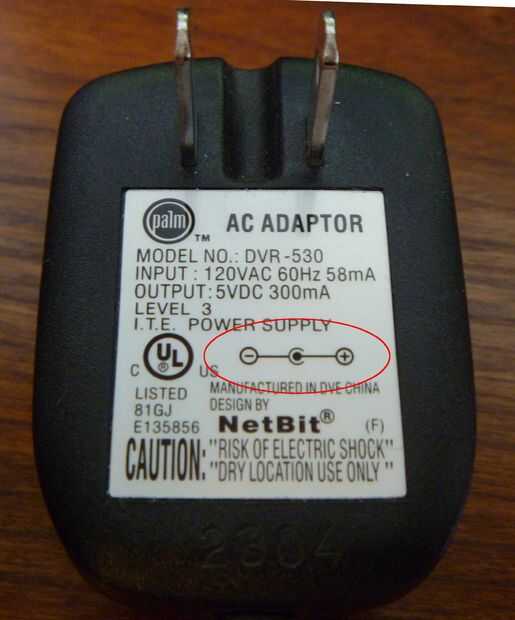 palm ™ AC ADAPTOR
MODEL NO.: DVR-530
INPUT : 120VAC 60Hz 58mA
OUTPUT:5VDC 300mA
LEVEL 3
I.T.E. POWER SUPPLY
C UL ® US
LISTED
81GJ
E135856
MANUFACTURED IN DVE CHINA
DESIGN BY
NetBit® (F)
CAUTION: "RISK OF ELECTRIC SHOCK"
"DRY LOCATION USE ONLY "
2304